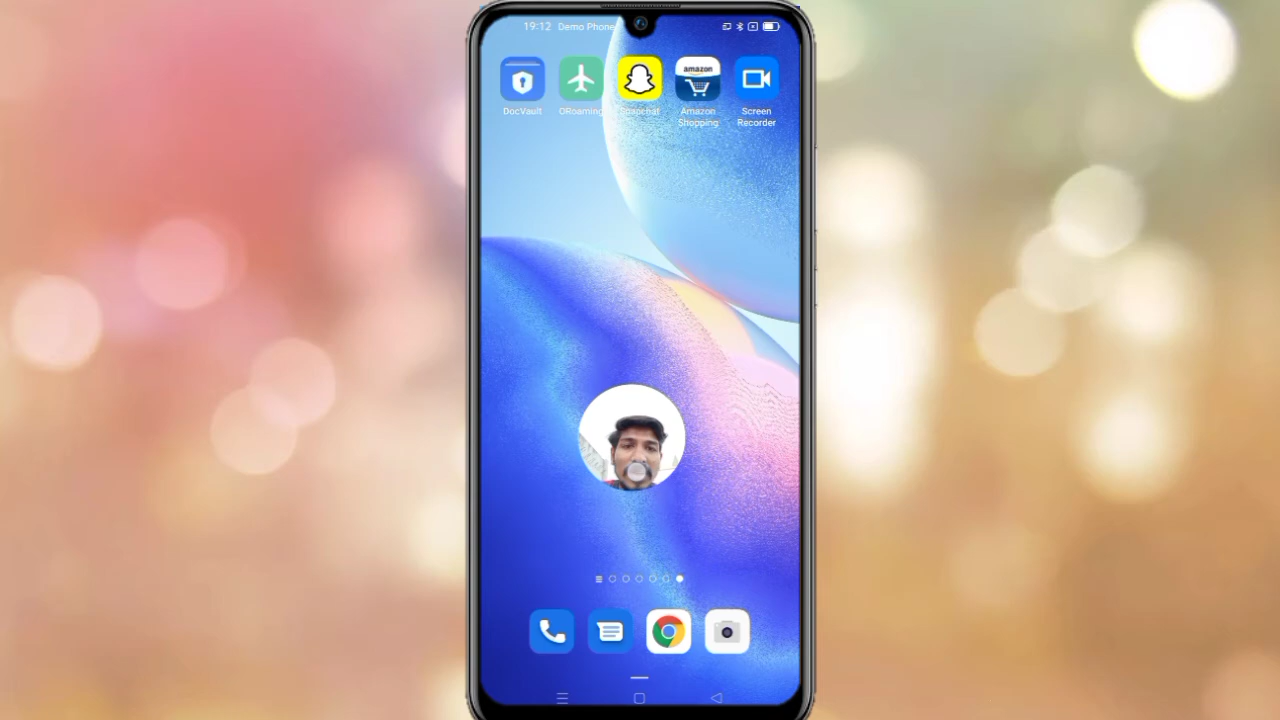 19:12 Demo Phone
amazon
DocVault
ORoaming
Snapchat
Amazon
Shopping
Screen
Recorder